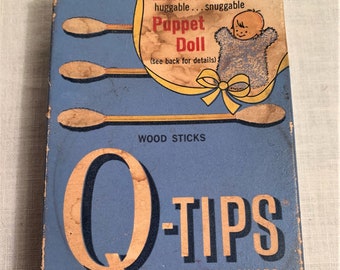 huggable...snuggable
Puppet
Doll
(see back for details)
WOOD STICKS
Q-TIPS